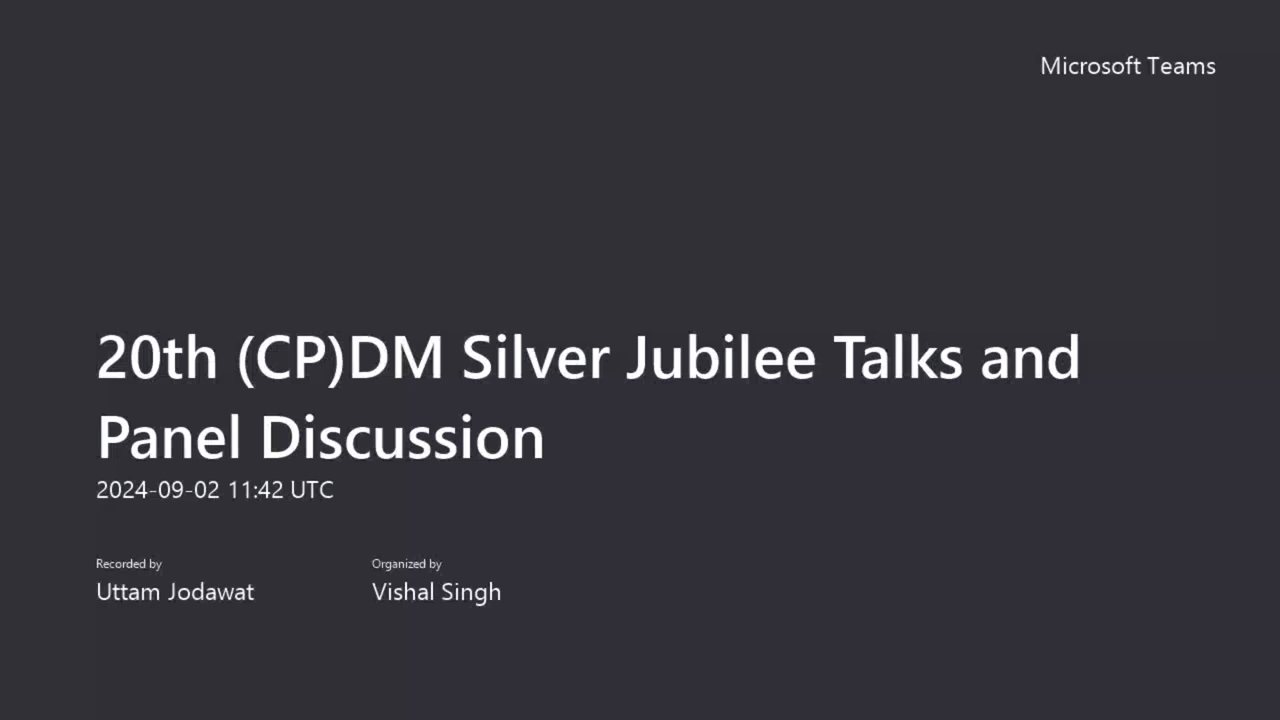 Microsoft Teams
20th (CP)DM Silver Jubilee Talks and
Panel Discussion
2024-09-02 11:42 UTC
Recorded by
Organized by
Uttam Jodawat
Vishal Singh